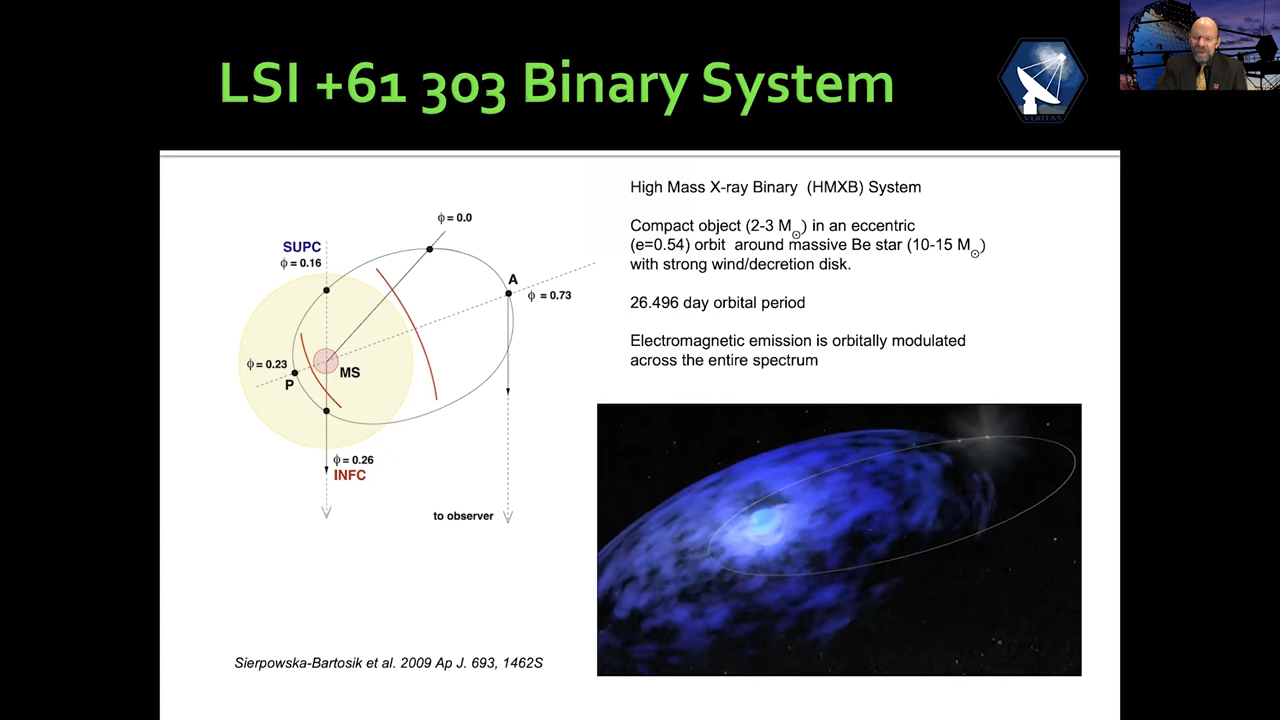 LSI +61 303 Binary System
VERITAS
ϕ = 0.0
SUPC
ϕ = 0.16
A
ϕ = 0.73
ϕ = 0.23
P
MS
ϕ = 0.26
INFC
to observer
Sierpowska-Bartosik et al. 2009 Ap J. 693, 1462S
High Mass X-ray Binary (HMXB) System
Compact object (2-3 M☉) in an eccentric
(e=0.54) orbit around massive Be star (10-15 M☉)
with strong wind/decretion disk.
26.496 day orbital period
Electromagnetic emission is orbitally modulated
across the entire spectrum